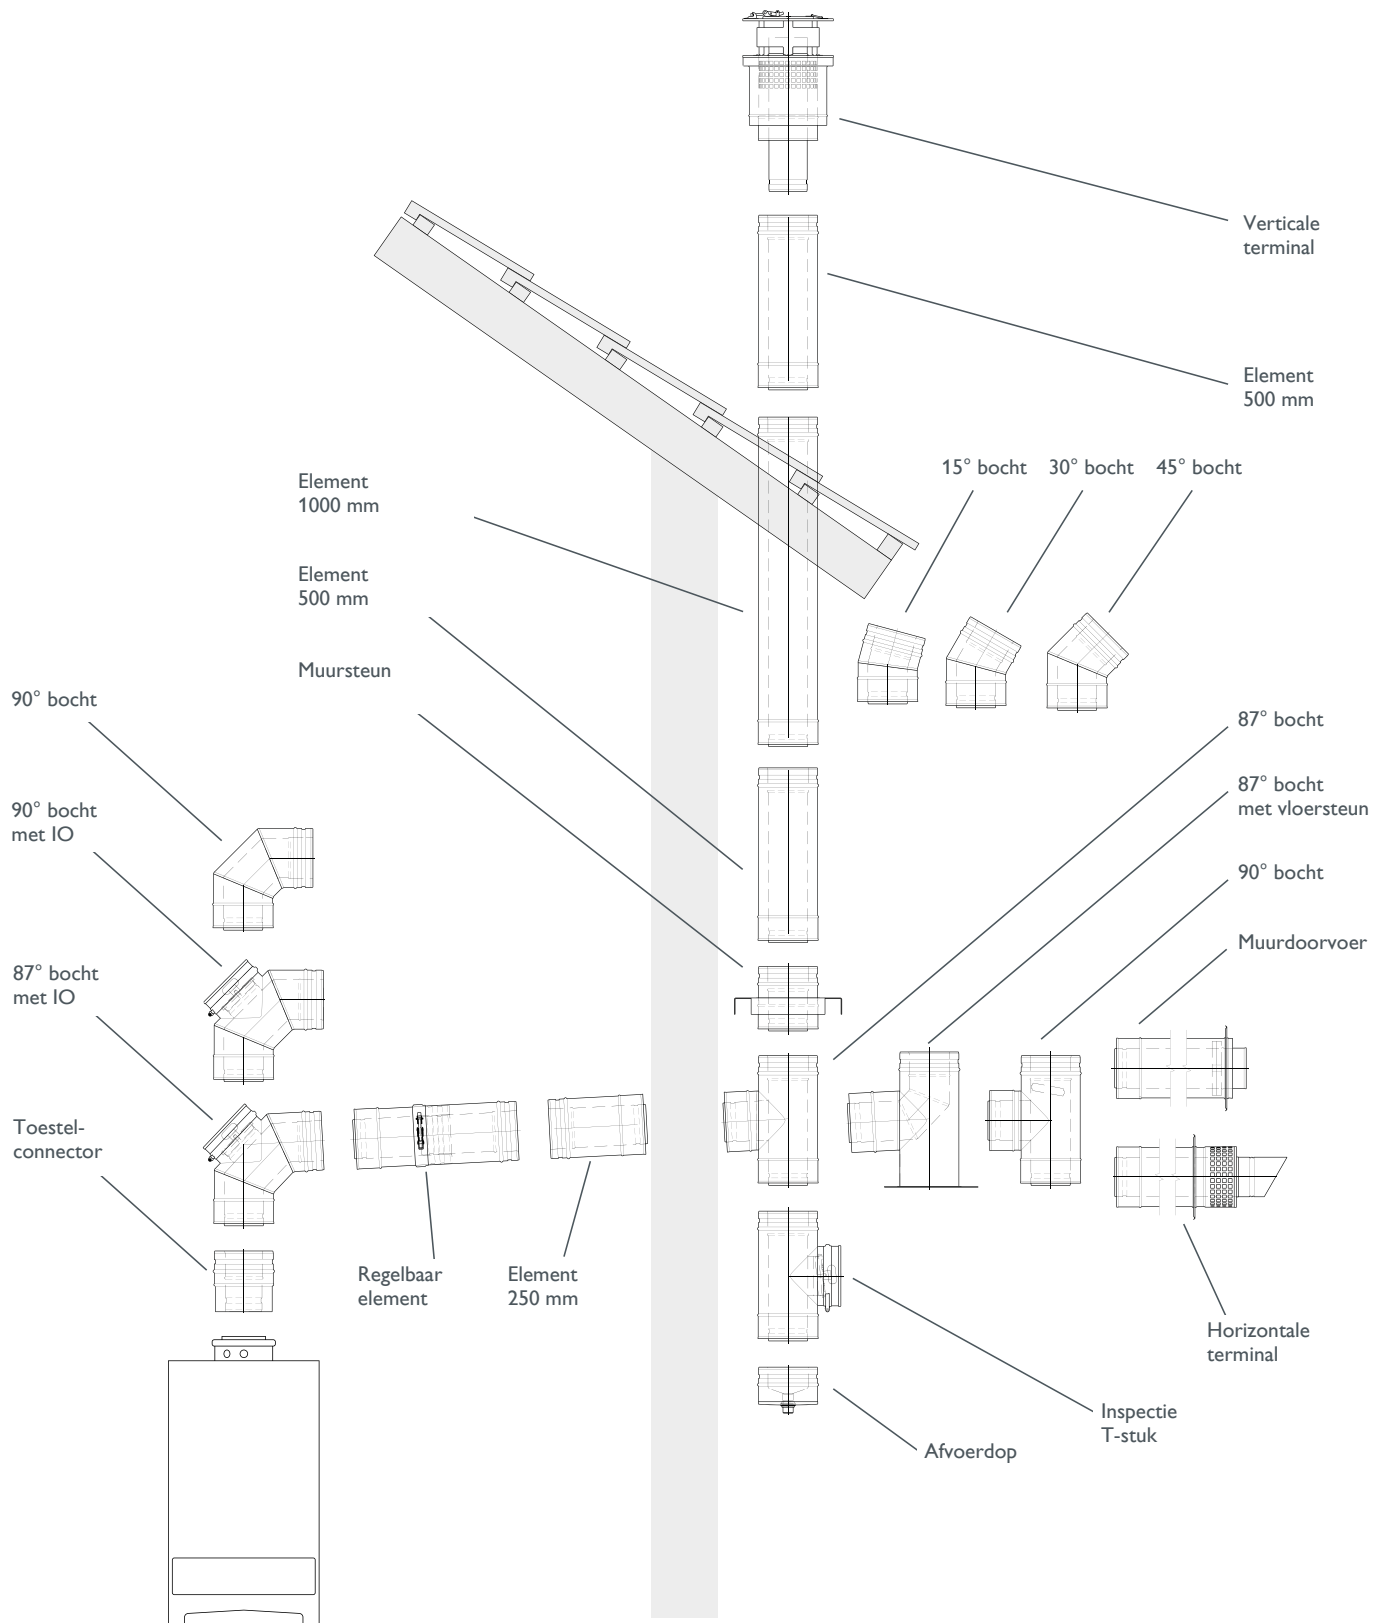 Verticale
terminal
Element
500 mm
15° bocht
30° bocht
45° bocht
Element
1000 mm
Element
500 mm
Muursteun
90° bocht
87° bocht
87° bocht
met vloersteun
90° bocht
met IO
90° bocht
Muurdoorvoer
87° bocht
met IO
Toestel-
connector
Regelbaar
element
Element
250 mm
Horizontale
terminal
Inspectie
T-stuk
Afvoerdop